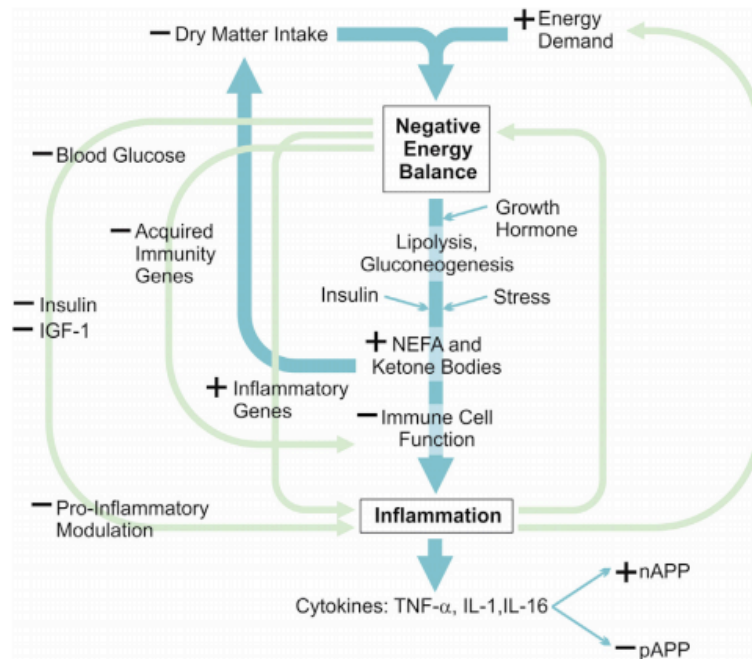 − Dry Matter Intake
+ Energy
Demand
Negative
Energy
Balance
− Blood Glucose
Growth
Hormone
− Acquired
Immunity
Genes
Lipolysis,
Gluconeogenesis
− Insulin
− IGF-1
Insulin
Stress
+ NEFA and
Ketone Bodies
+ Inflammatory
Genes
− Immune Cell
Function
− Pro-Inflammatory
Modulation
Inflammation
Cytokines: TNF-α, IL-1,IL-16
+nAPP
−pAPP